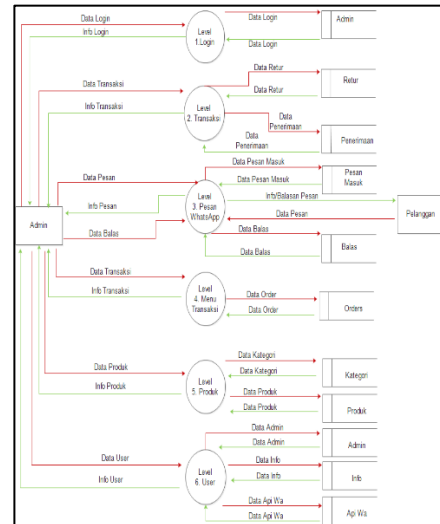 Data Login
Info Login
Level
1.Login
Data Login
Data Login
Admin
Data Transaksi
Info Transaksi
Level
2. Transaksi
Data Retur
Data Retur
Retur
Data
Penerimaan
Data
Penerimaan
Penerimaan
Admin
Data Pesan
Info Pesan
Data Balas
Level
3. Pesan
WhatsApp
Data Pesan Masuk
Data Pesan Masuk
Pesan
Masuk
Info/Balasan Pesan
Data Pesan
Pelanggan
Data Balas
Data Balas
Balas
Data Transaksi
Info Transaksi
Level
4. Menu
Transaksi
Data Order
Data Order
Orders
Data Produk
Info Produk
Level
5. Produk
Data Kategori
Data Kategori
Kategori
Data Produk
Data Produk
Produk
Data User
Info User
Level
6. User
Data Admin
Data Admin
Admin
Data Info
Data Info
Info
Data Api Wa
Data Api Wa
Api Wa